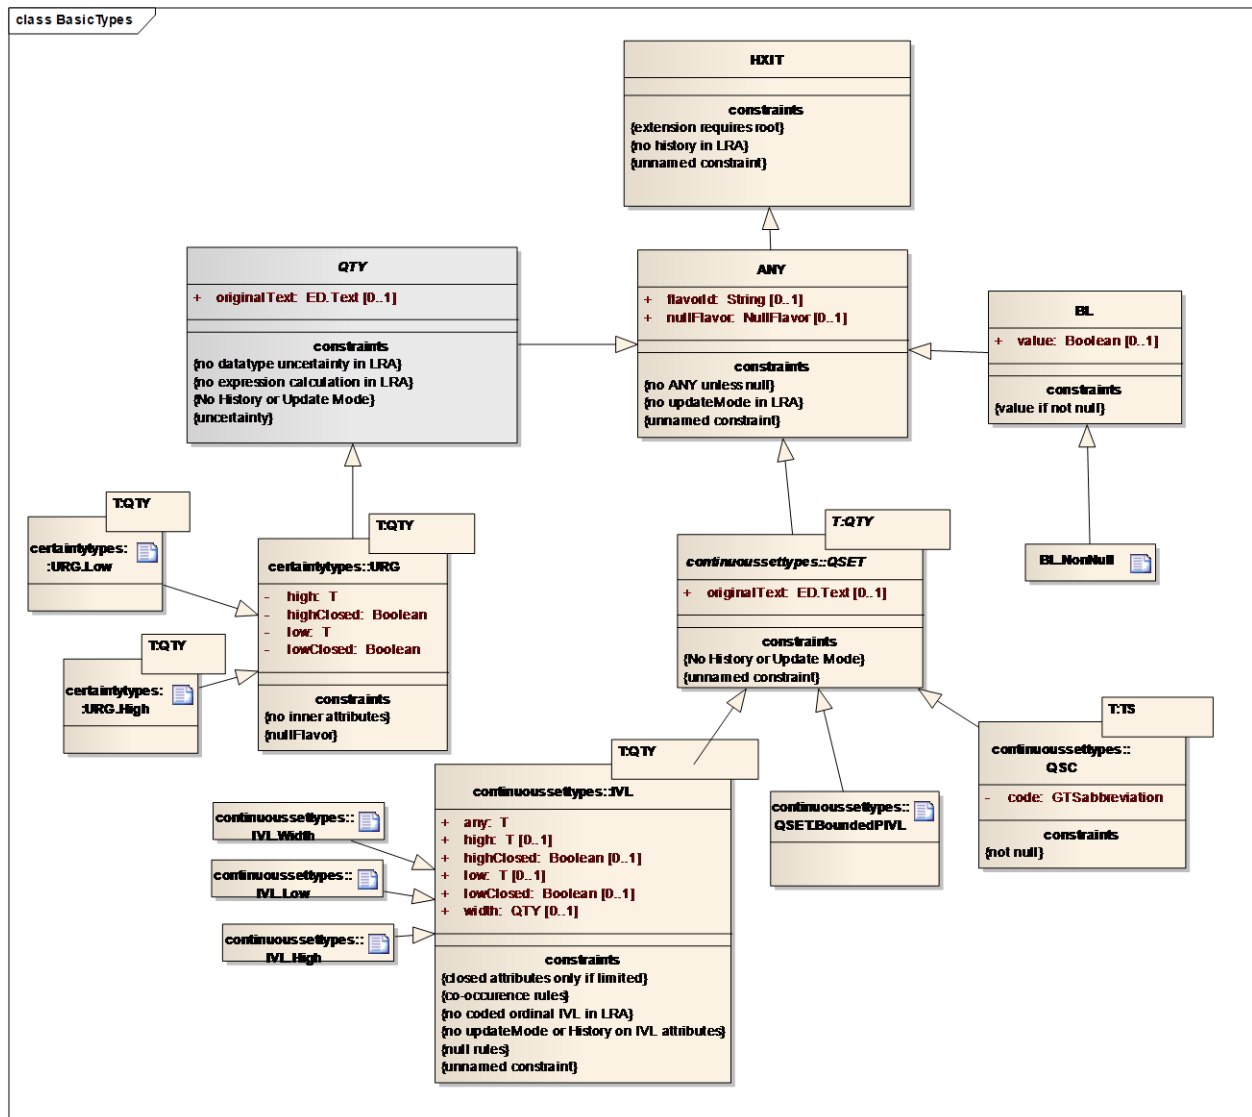 class BasicTypes
HXIT
constraints
{extension requires root}
{no history in LRA}
{unnamed constraint}
QTY
+ originalText: ED.Text [0..1]
constraints
{no datatype uncertainty in LRA}
{no expression calculation in LRA}
{No History or Update Mode}
{uncertainty}
ANY
+ flavorId: String [0..1]
+ nullFlavor: NullFlavor [0..1]
constraints
{no ANY unless null}
{no updateMode in LRA}
{unnamed constraint}
BL
+ value: Boolean [0..1]
constraints
{value if not null}
T:QTY
certaintytypes:
:URG.Low
T:QTY
certaintytypes::URG
- high: T
- highClosed: Boolean
- low: T
- lowClosed: Boolean
constraints
{no inner attributes}
{nullFlavor}
T:QTY
certaintytypes:
:URG.High
T:QTY
continuoussettypes::QSET
+ originalText: ED.Text [0..1]
constraints
{No History or Update Mode}
{unnamed constraint}
BL.NonNull
T:TS
continuoussettypes::
QSC
- code: GTSabbreviation
constraints
{not null}
T:QTY
continuoussettypes::IVL
+ any: T
+ high: T [0..1]
+ highClosed: Boolean [0..1]
+ low: T [0..1]
+ lowClosed: Boolean [0..1]
+ width: QTY [0..1]
constraints
{closed attributes only if limited}
{co-occurence rules}
{no coded ordinal IVL in LRA}
{no updateMode or History on IVL attributes}
{null rules}
{unnamed constraint}
continuoussettypes::
IVL.Width
continuoussettypes::
IVL.Low
continuoussettypes::
IVL.High
continuoussettypes::
QSET.BoundedPIVL